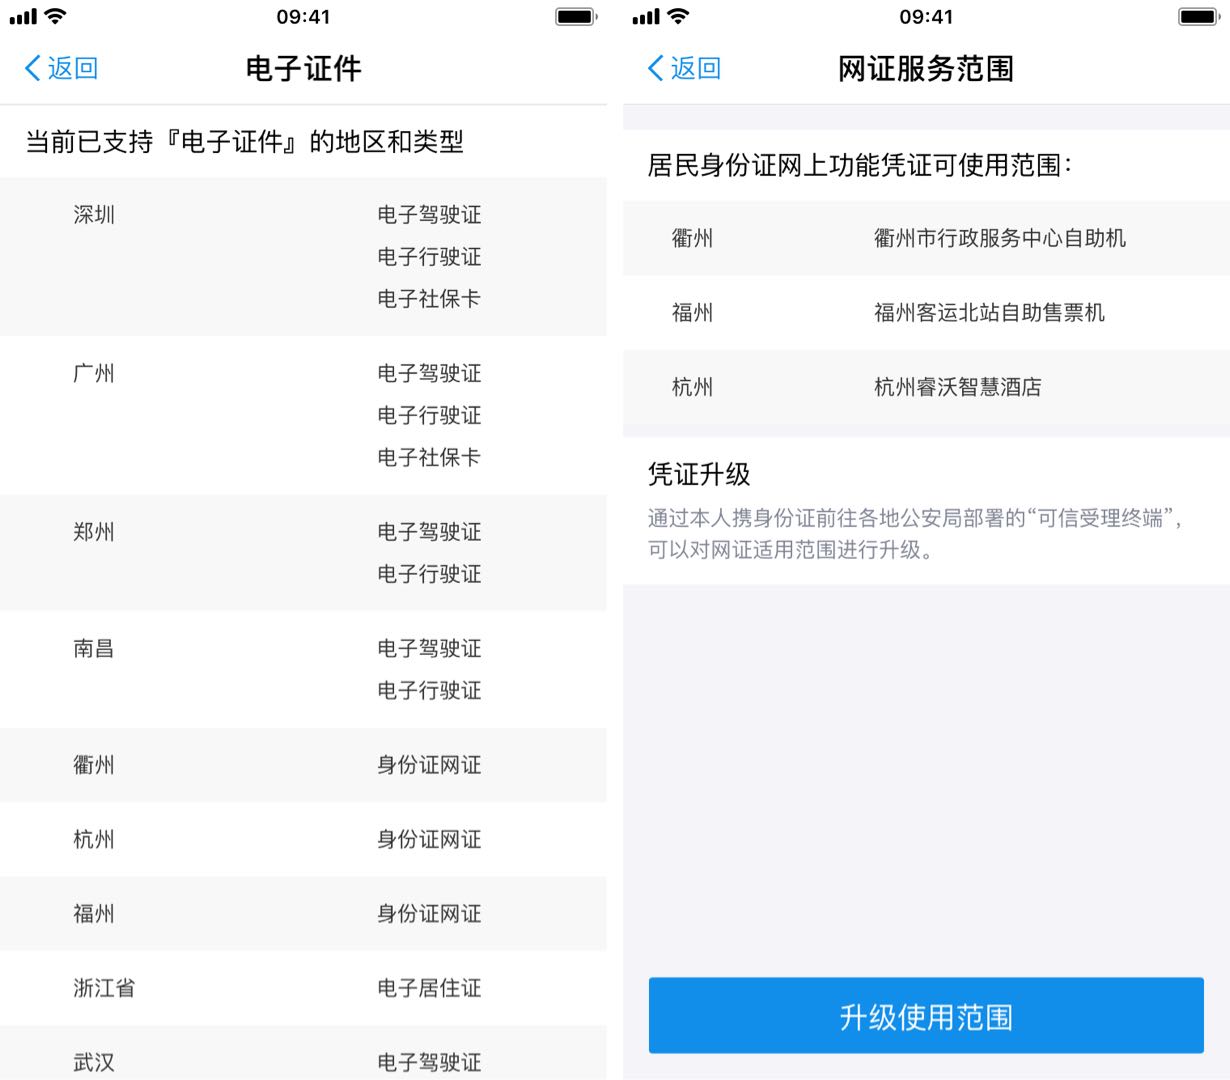 09:41
返回
电子证件
当前已支持『电子证件』的地区和类型
深圳 电子驾驶证
电子行驶证
电子社保卡
广州 电子驾驶证
电子行驶证
电子社保卡
郑州 电子驾驶证
电子行驶证
南昌 电子驾驶证
电子行驶证
衢州 身份证网证
杭州 身份证网证
福州 身份证网证
浙江省 电子居住证
武汉 电子驾驶证
09:41
返回
网证服务范围
居民身份证网上功能凭证可使用范围：
衢州 衢州市行政服务中心自助机
福州 福州客运北站自助售票机
杭州 杭州睿沃智慧酒店
凭证升级
通过本人携身份证前往各地公安局部署的“可信受理终端”，
可以对网证适用范围进行升级。
升级使用范围